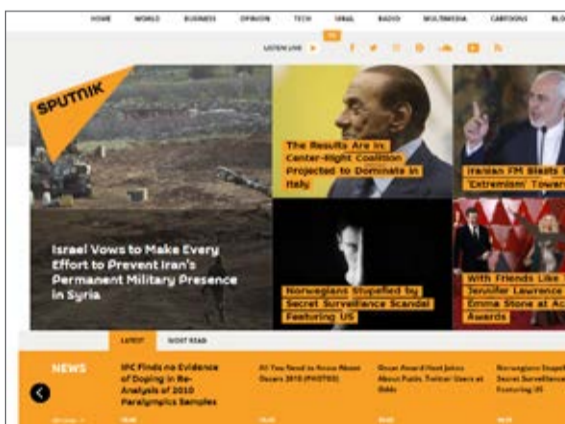 HOME WORLD BUSINESS OPINION TECH VIRAL RADIO MULTIMEDIA CARTOONS BLO
LISTEN LIVE
SPUTNIK
Israel Vows to Make Every
Effort to Prevent Iran's
Permanent Military Presence
in Syria
The Results Are In:
Center-Right Coalition
Projected to Dominate in
Italy
Iranian FM Blasts
'Extremism' Towar
Norwegians Stupefied by
Secret Surveillance Scandal
Featuring US
With Friends Like
Jennifer Lawrence
Emma Stone at Ac
Awards
LATEST MOST READ
NEWS
IPC Finds no Evidence
of Doping in Re-
Analysis of 2010
Paralympics Samples
All You Need to Know About
Oscars 2018 (PHOTOS)
Oscar Award Host Jokes
About Putin, Twitter Users at
Odds
Norwegians Stupefied
Secret Surveillance
Featuring US